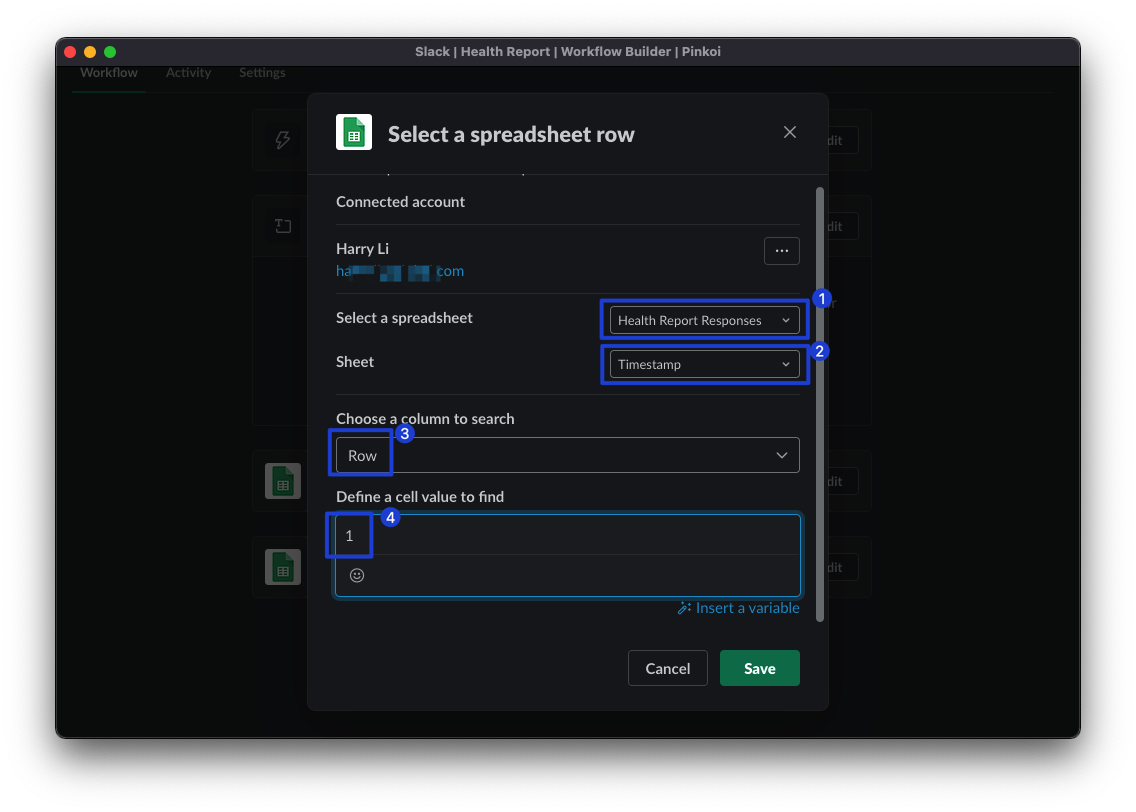 Slack | Health Report | Workflow Builder | Pinkoi
Workflow Activity Settings
Select a spreadsheet row
dit
Connected account
Harry Li
...
dit
ha
com
1
Select a spreadsheet
Health Report Responses
2
Sheet
Timestamp
Choose a column to search
3
Row
dit
Define a cell value to find
4
1
dit
Insert a variable
Cancel
Save